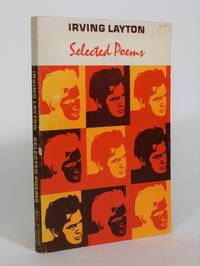 IRVING LAYTON
Selected Poems
IRVING LAYTON SELECTED POEMS